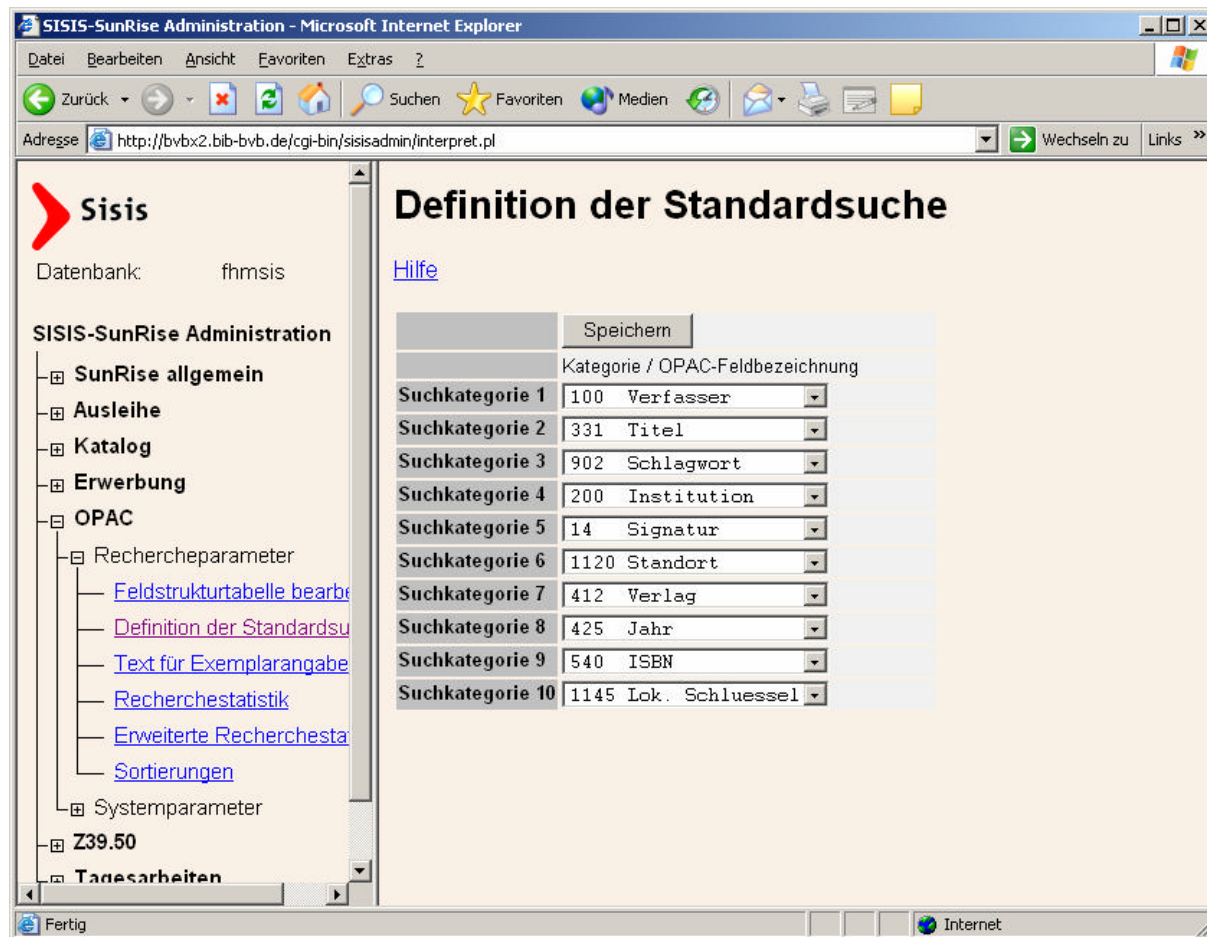 SISIS-SunRise Administration - Microsoft Internet Explorer
Datei Bearbeiten Ansicht Favoriten Extras ?
Zurück Suchen Favoriten Medien
Adresse http://bvbx2.bib-bvb.de/cgi-bin/sisisadmin/interpret.pl Wechseln zu Links »
Sisis
Datenbank: fhmsis
SISIS-SunRise Administration
SunRise allgemein
Ausleihe
Katalog
Erwerbung
OPAC
Rechercheparameter
Feldstrukturtabelle bearbe
Definition der Standardsu
Text für Exemplarangabe
Recherchestatistik
Erweiterte Recherchesta
Sortierungen
Systemparameter
Z39.50
Tagesarbeiten
Definition der Standardsuche
Hilfe
Speichern
Kategorie / OPAC-Feldbezeichnung
Suchkategorie 1 100 Verfasser
Suchkategorie 2 331 Titel
Suchkategorie 3 902 Schlagwort
Suchkategorie 4 200 Institution
Suchkategorie 5 14 Signatur
Suchkategorie 6 1120 Standort
Suchkategorie 7 412 Verlag
Suchkategorie 8 425 Jahr
Suchkategorie 9 540 ISBN
Suchkategorie 10 1145 Lok. Schluessel
Fertig Internet